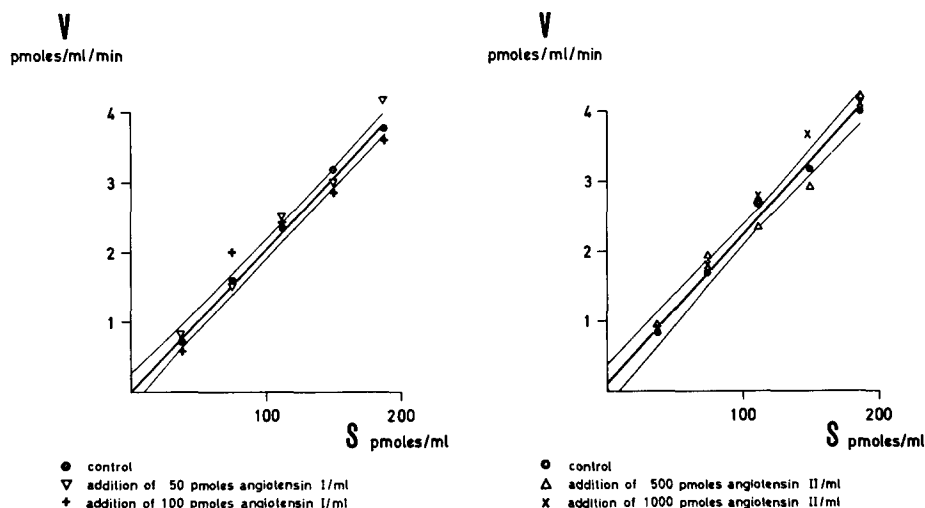 V
pmoles/ml/min
4
3
2
1
100
200
S pmoles/ml
control
addition of 50 pmoles angiotensin I/ml
addition of 100 pmoles angiotensin I/ml
V
pmoles/ml/min
4
3
2
1
100
200
S pmoles/ml
control
addition of 500 pmoles angiotensin II/ml
addition of 1000 pmoles angiotensin II/ml